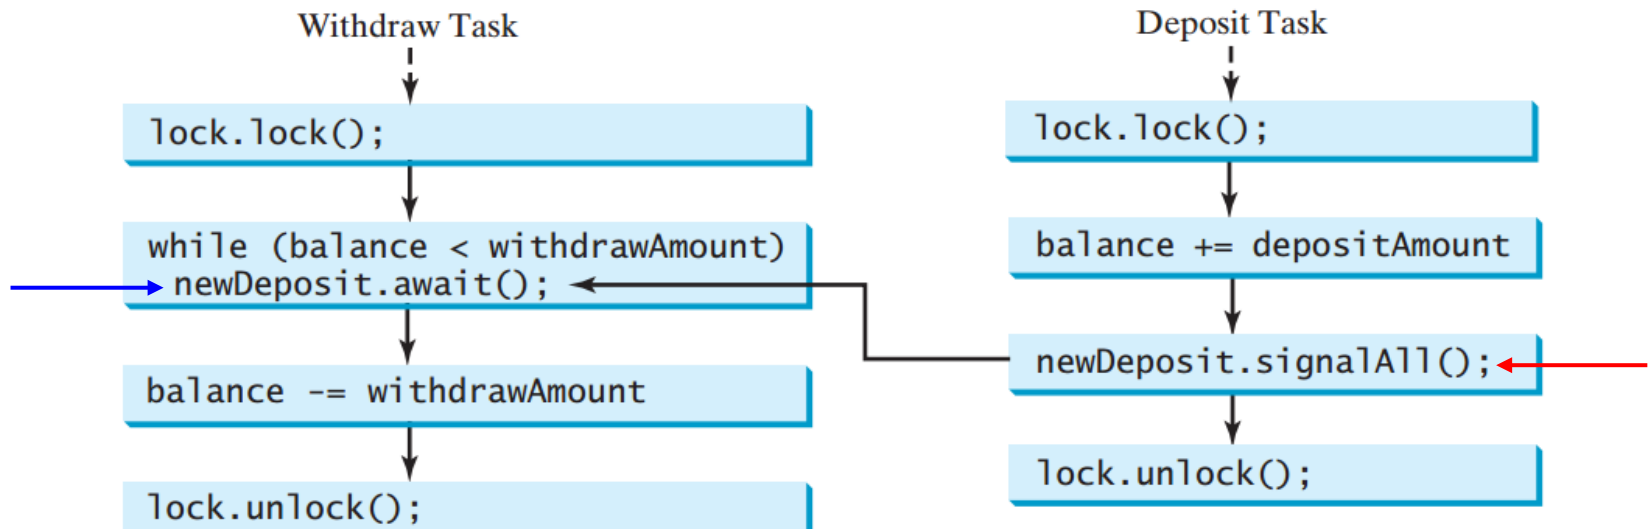 Withdraw Task
lock.lock();
while (balance < withdrawAmount)
newDeposit.await();
balance -= withdrawAmount
lock.unlock();
Deposit Task
lock.lock();
balance += depositAmount
newDeposit.signalAll();
lock.unlock();